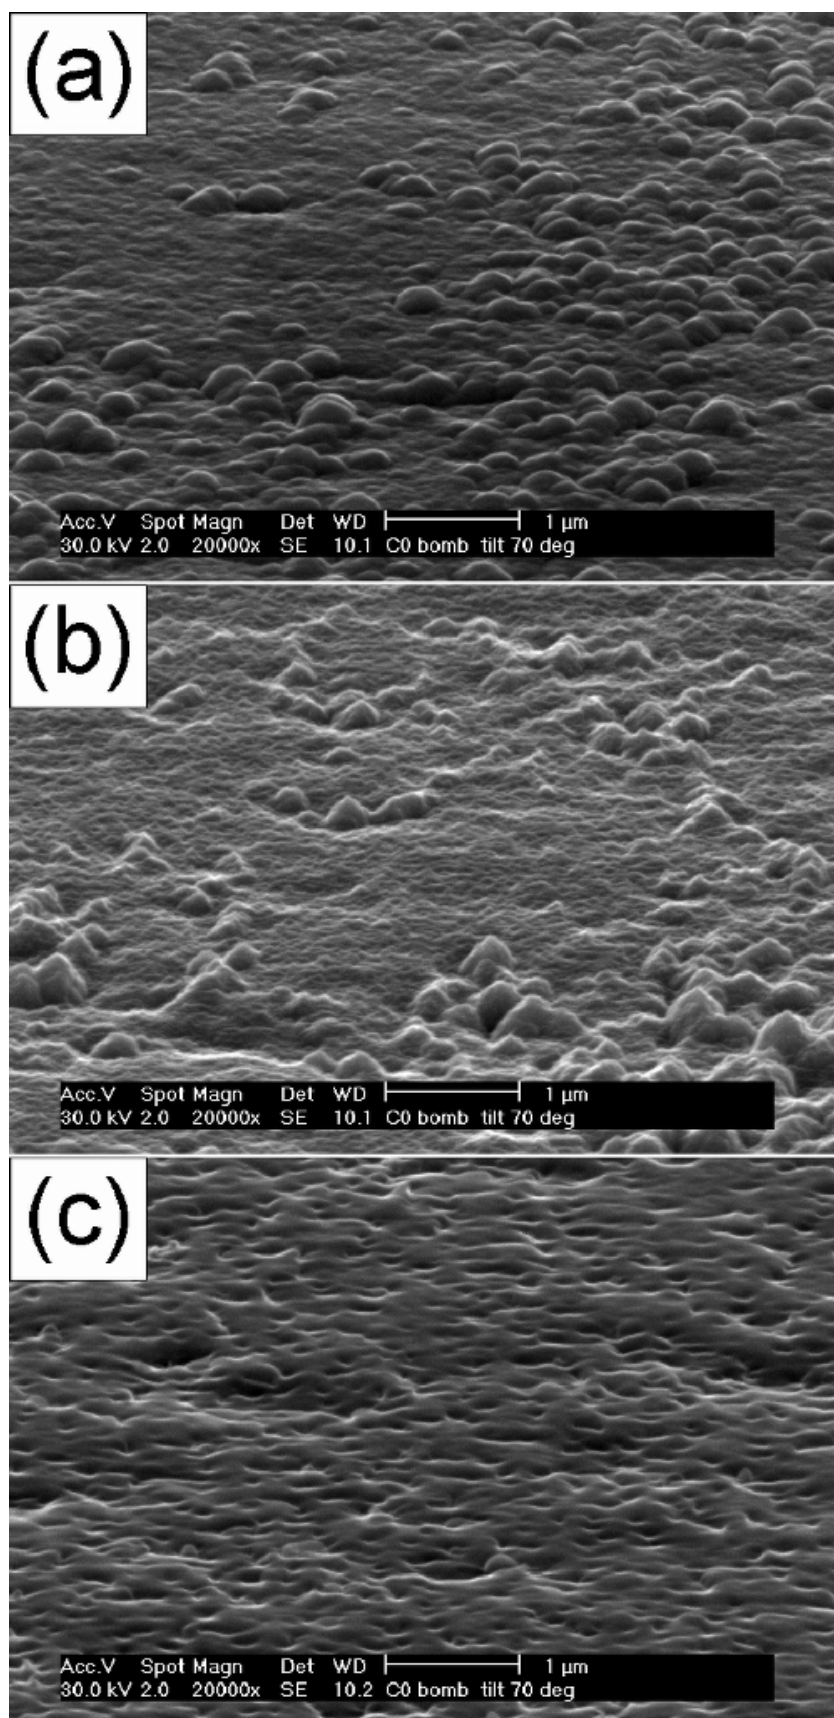 (a)
Acc.V Spot Magn Det WD 1 µm
30.0 kV 2.0 20000x SE 10.1 C0 bomb tilt 70 deg
(b)
Acc.V Spot Magn Det WD 1 µm
30.0 kV 2.0 20000x SE 10.1 C0 bomb tilt 70 deg
(c)
Acc.V Spot Magn Det WD 1 µm
30.0 kV 2.0 20000x SE 10.2 C0 bomb tilt 70 deg